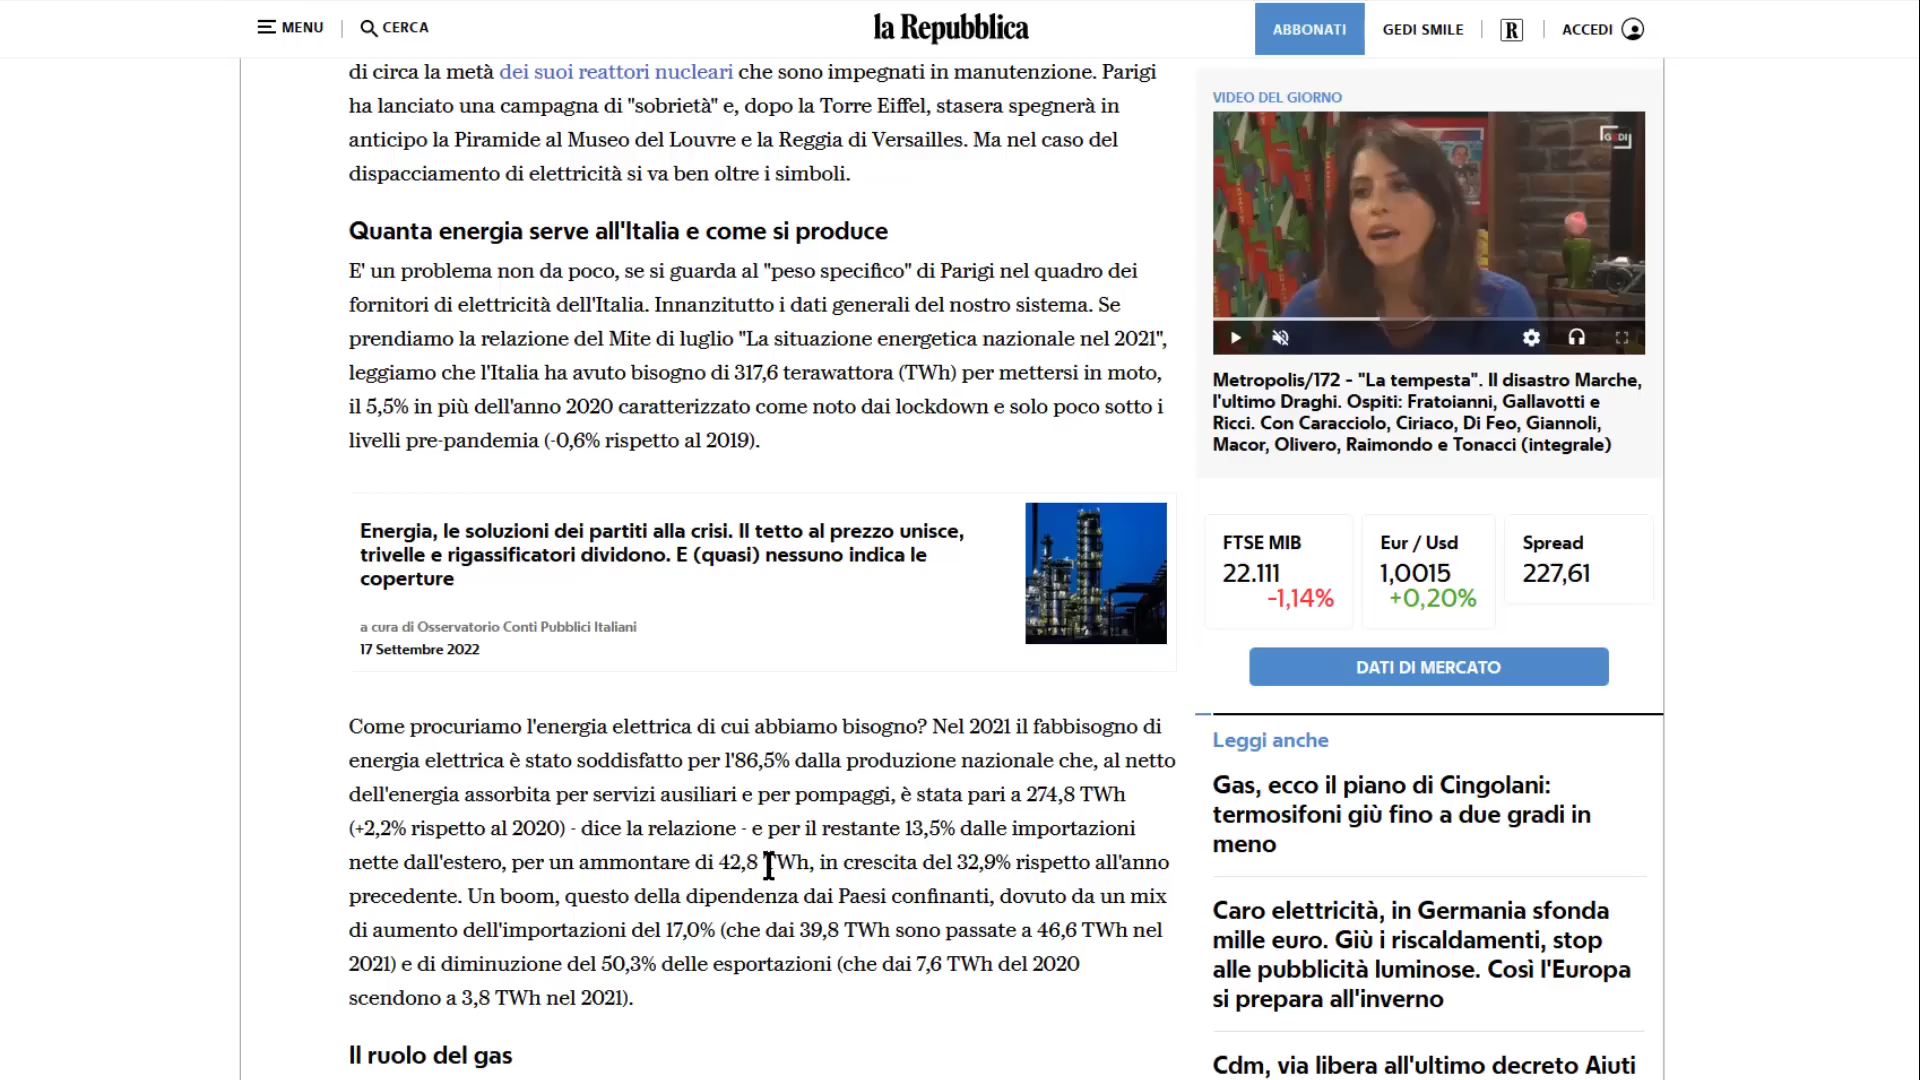 MENU
CERCA
la Repubblica
ABBONATI
GEDI SMILE
R
ACCEDI
di circa la metà dei suoi reattori nucleari che sono impegnati in manutenzione. Parigi
ha lanciato una campagna di "sobrietà" e, dopo la Torre Eiffel, stasera spegnerà in
anticipo la Piramide al Museo del Louvre e la Reggia di Versailles. Ma nel caso del
dispacciamento di elettricità si va ben oltre i simboli.
Quanta energia serve all'Italia e come si produce
E' un problema non da poco, se si guarda al "peso specifico" di Parigi nel quadro dei
fornitori di elettricità dell'Italia. Innanzitutto i dati generali del nostro sistema. Se
prendiamo la relazione del Mite di luglio "La situazione energetica nazionale nel 2021",
leggiamo che l'Italia ha avuto bisogno di 317,6 terawattora (TWh) per mettersi in moto,
il 5,5% in più dell'anno 2020 caratterizzato come noto dai lockdown e solo poco sotto i
livelli pre-pandemia (-0,6% rispetto al 2019).
Energia, le soluzioni dei partiti alla crisi. Il tetto al prezzo unisce,
trivelle e rigassificatori dividono. E (quasi) nessuno indica le
coperture
a cura di Osservatorio Conti Pubblici Italiani
17 Settembre 2022
Come procuriamo l'energia elettrica di cui abbiamo bisogno? Nel 2021 il fabbisogno di
energia elettrica è stato soddisfatto per l'86,5% dalla produzione nazionale che, al netto
dell'energia assorbita per servizi ausiliari e per pompaggi, è stata pari a 274,8 TWh
(+2,2% rispetto al 2020) - dice la relazione - e per il restante 13,5% dalle importazioni
nette dall'estero, per un ammontare di 42,8 TWh, in crescita del 32,9% rispetto all'anno
precedente. Un boom, questo della dipendenza dai Paesi confinanti, dovuto da un mix
di aumento dell'importazioni del 17,0% (che dai 39,8 TWh sono passate a 46,6 TWh nel
2021) e di diminuzione del 50,3% delle esportazioni (che dai 7,6 TWh del 2020
scendono a 3,8 TWh nel 2021).
Il ruolo del gas
VIDEO DEL GIORNO
GEDI
Metropolis/172 - "La tempesta". Il disastro Marche,
l'ultimo Draghi. Ospiti: Fratoianni, Gallavotti e
Ricci. Con Caracciolo, Ciriaco, Di Feo, Giannoli,
Macor, Olivero, Raimondo e Tonacci (integrale)
FTSE MIB
22.111
-1,14%
Eur / Usd
1,0015
+0,20%
Spread
227,61
DATI DI MERCATO
Leggi anche
Gas, ecco il piano di Cingolani:
termosifoni giù fino a due gradi in
meno
Caro elettricità, in Germania sfonda
mille euro. Giù i riscaldamenti, stop
alle pubblicità luminose. Così l'Europa
si prepara all'inverno
Cdm, via libera all'ultimo decreto Aiuti